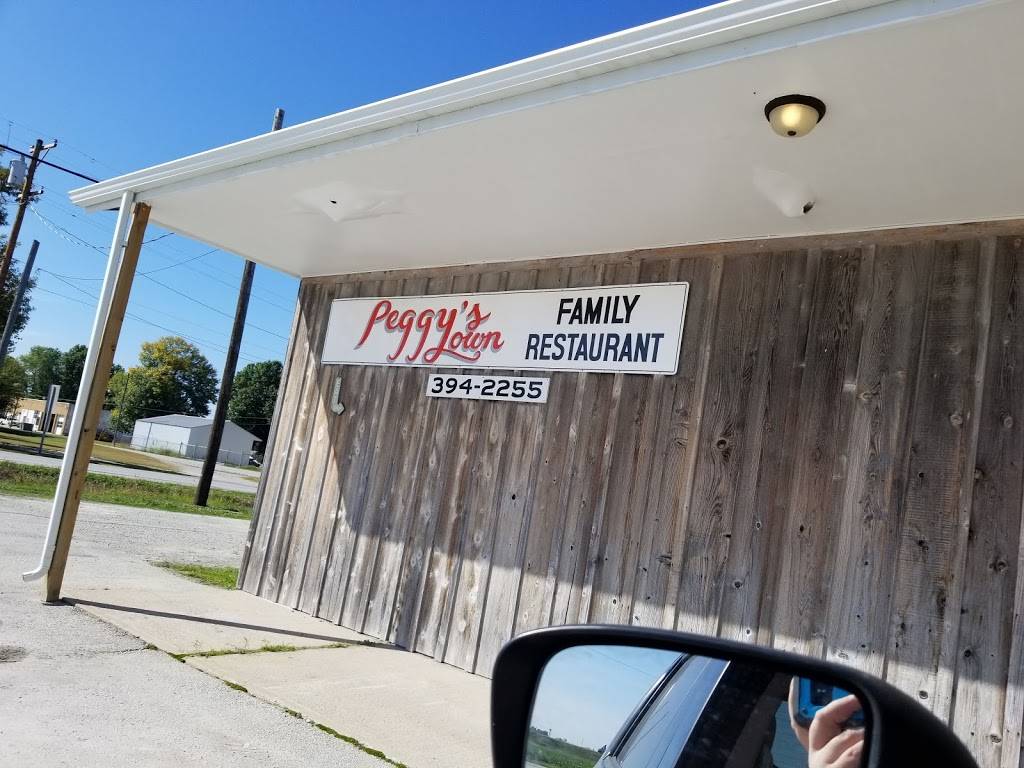 Peggy's Lown
FAMILY
RESTAURANT
394-2255